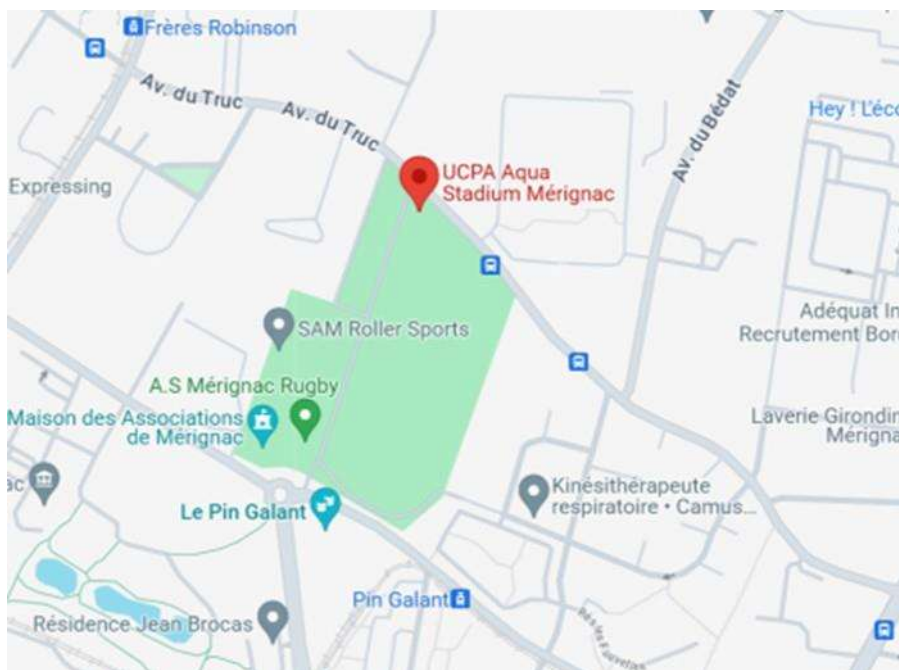 Frères Robinson
Av. du Truc
Av. du Truc
Av. du Bédat
Hey ! L'éco
UCPA Aqua
Stadium Mérignac
Expressing
SAM Roller Sports
Adéquat In
Recrutement Bord
A.S Mérignac Rugby
Maison des Associations
de Mérignac
Laverie Girondin
Mérigna
ac
Le Pin Galant
Kinésithérapeute
respiratoire • Camus...
Pin Galant
Résidence Jean Brocas